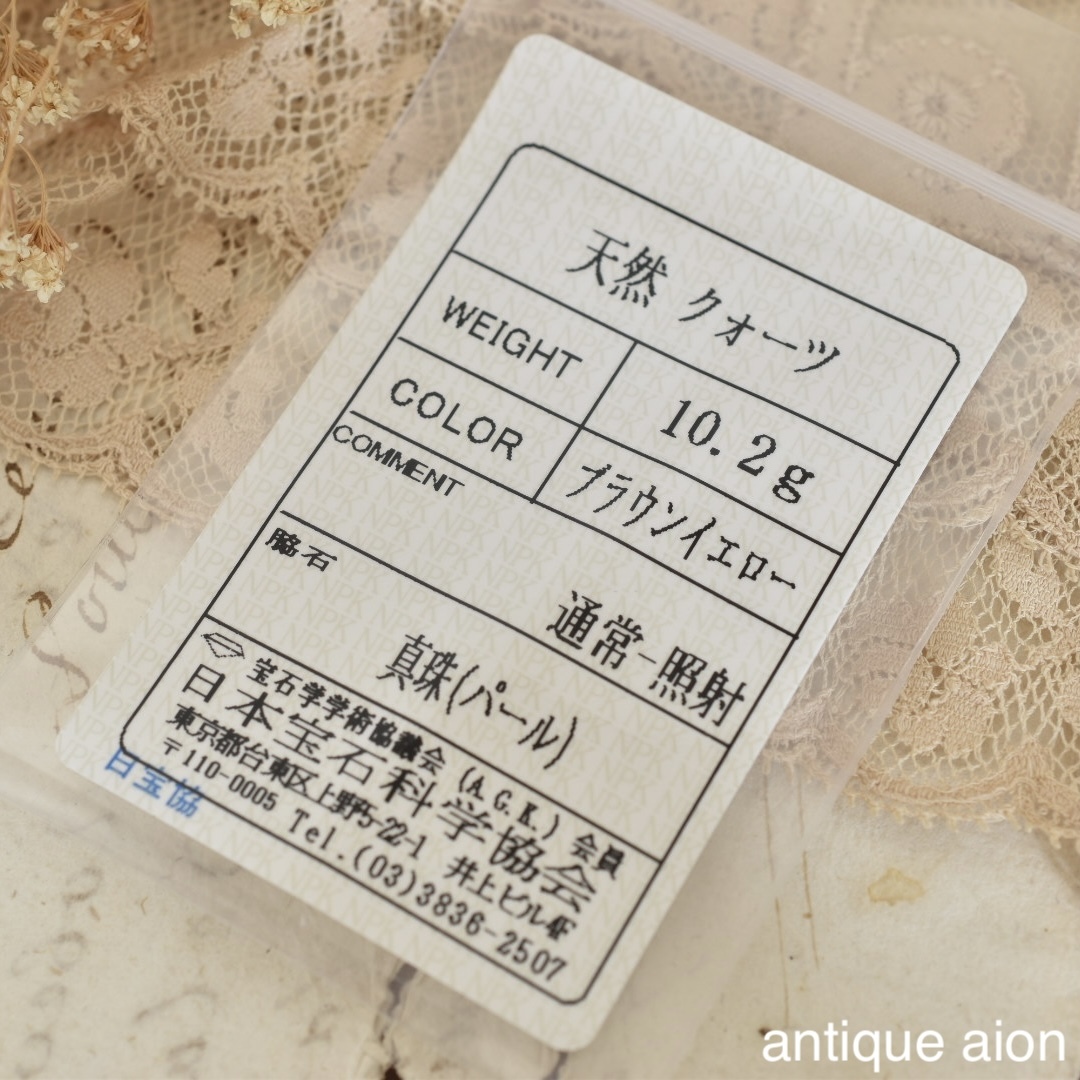 天然 クォーツ
WEIGHT 10.2g
COLOR ブラウンイエロー
COMMENT
通常-照射
脇石
真珠(パール)
宝石学学術協議会 (A.G.K.) 会員
日本宝石科学協会
東京都台東区上野5-22-1 井上ビル4F
〒110-0005 Tel.(03)3836-2507
日宝協
antique aion